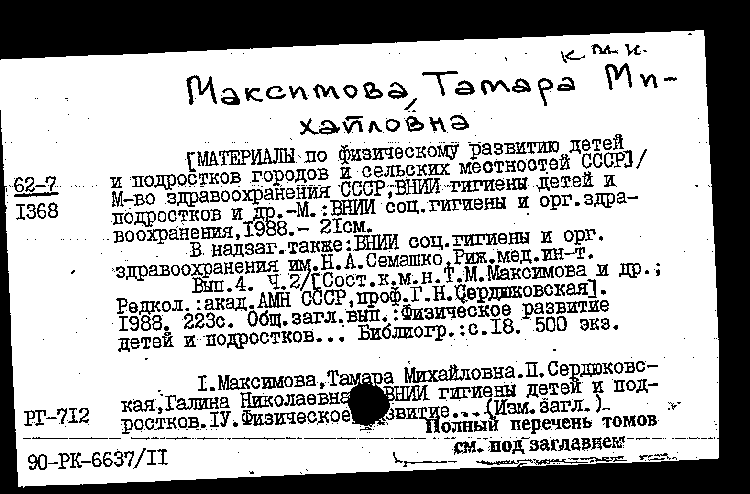 к.м.н.
Максимова, Тамара Ми-
хайловна
[МАТЕРИАЛЫ по физическому развитию детей
62-7
и подростков городов и сельских местностей СССР]/
М-во здравоохранения СССР,ВНИИ гигиены детей и
1368
подростков и др.-М.:ВНИИ соц.гигиены и орг.здра-
воохранения,1988.- 21см.
В надзаг.также:ВНИИ соц.гигиены и орг.
здравоохранения им.Н.А.Семашко,Риж.мед.ин-т.
Вып.4. Ч.2/[Сост.к.м.н.Т.М.Максимова и др.;
Редкол.:акад.АМН СССР,проф.Г.Н.Сердюковская].
1988. 223с. Общ.загл.вып.:Физическое развитие
детей и подростков... Библиогр.:с.18. 500 экз.
I.Максимова,Тамара Михайловна.П.Сердюковс-
кая,Галина Николаевна ВНИИ гигиены детей и под-
РГ-712
ростков.IУ.Физическое звитие...(Изм.загл.)
Полный перечень томов
см. под заглавием
90-РК-6637/II